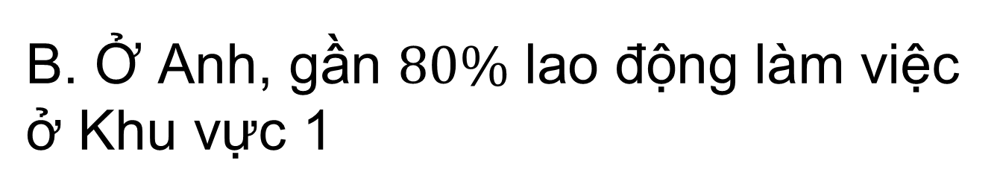 B. Ở Anh, gần 80% lao động làm việc
ở Khu vực 1